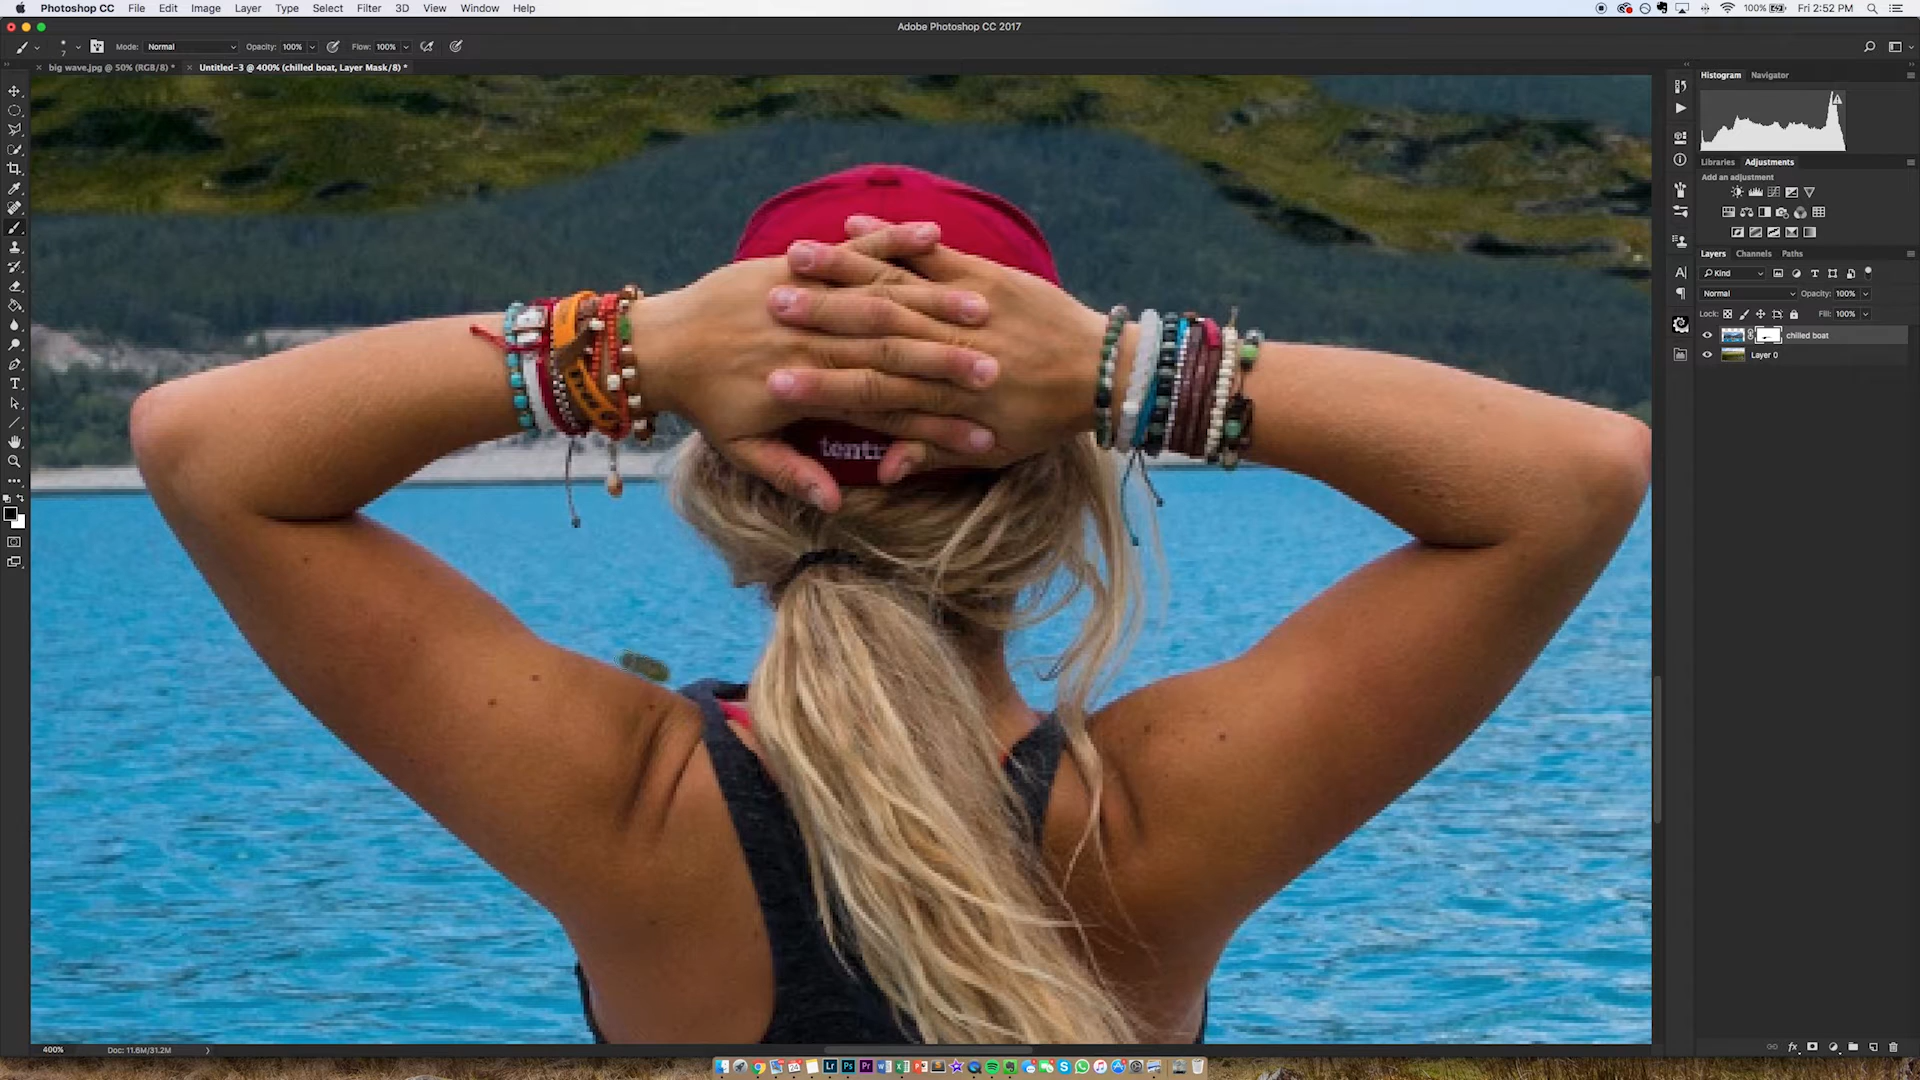 Photoshop CC File Edit Image Layer Type Select Filter 3D View Window Help 100% Fri 2:52 PM
Adobe Photoshop CC 2017
7 Mode: Normal Opacity: 100% Flow: 100%
big wave.jpg @ 50% (RGB/8) * Untitled-3 @ 400% (chilled boat, Layer Mask/8) *
Histogram Navigator
Libraries Adjustments
Add an adjustment
Layers Channels Paths
Kind
Normal Opacity: 100%
Lock: Fill: 100%
chilled boat
Layer 0
tentr
400% Doc: 11.6M/31.2M